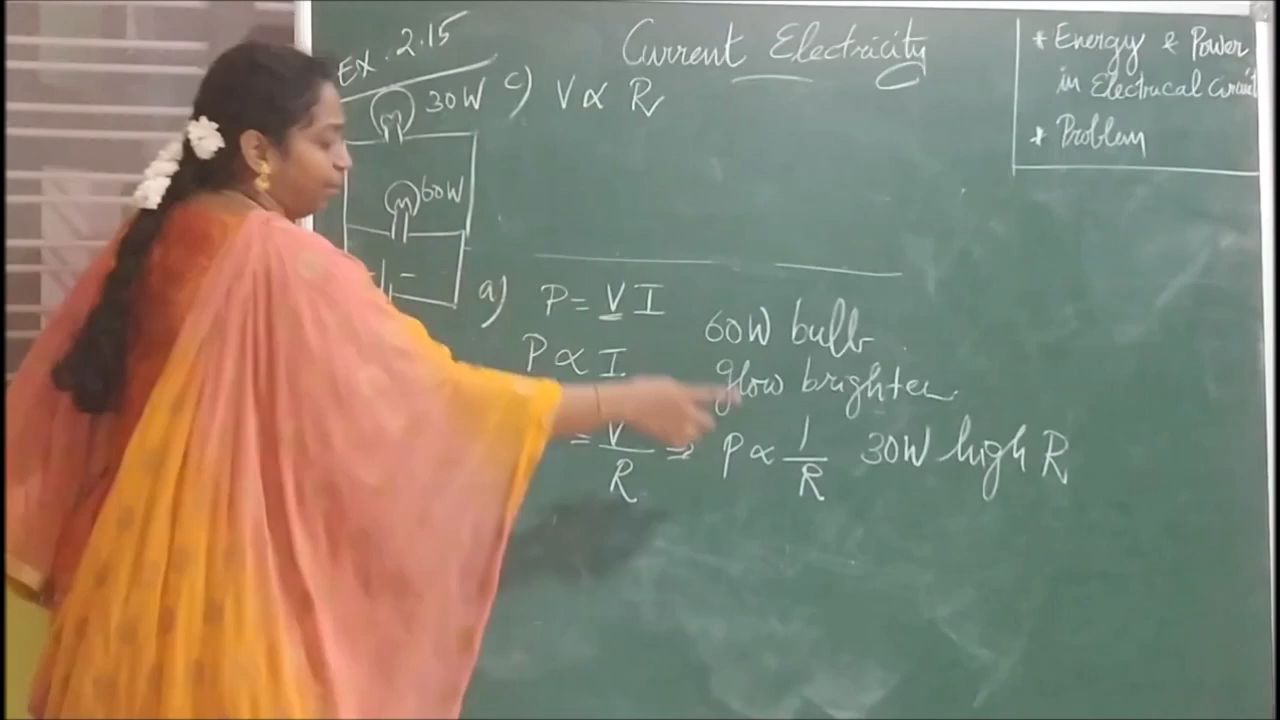 Current Electricity
* Energy & Power
in Electrical Circuit
* Problem
Ex. 2.15
30W
60W
c) V ∝ R
a) P = V I
P ∝ I
60W bulb
glow brighter.
= V/R ⇒ P ∝ 1/R 30W high R